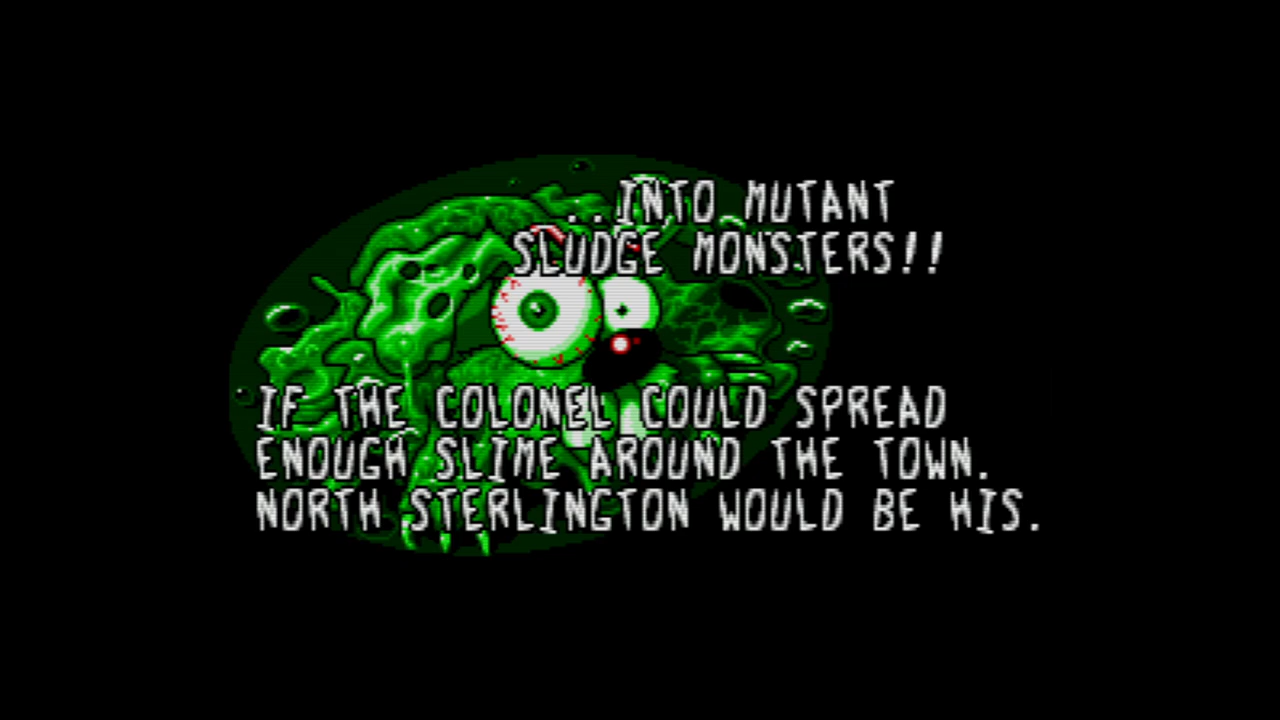 ..INTO MUTANT
SLUDGE MONSTERS!!
IF THE COLONEL COULD SPREAD
ENOUGH SLIME AROUND THE TOWN.
NORTH STERLINGTON WOULD BE HIS.